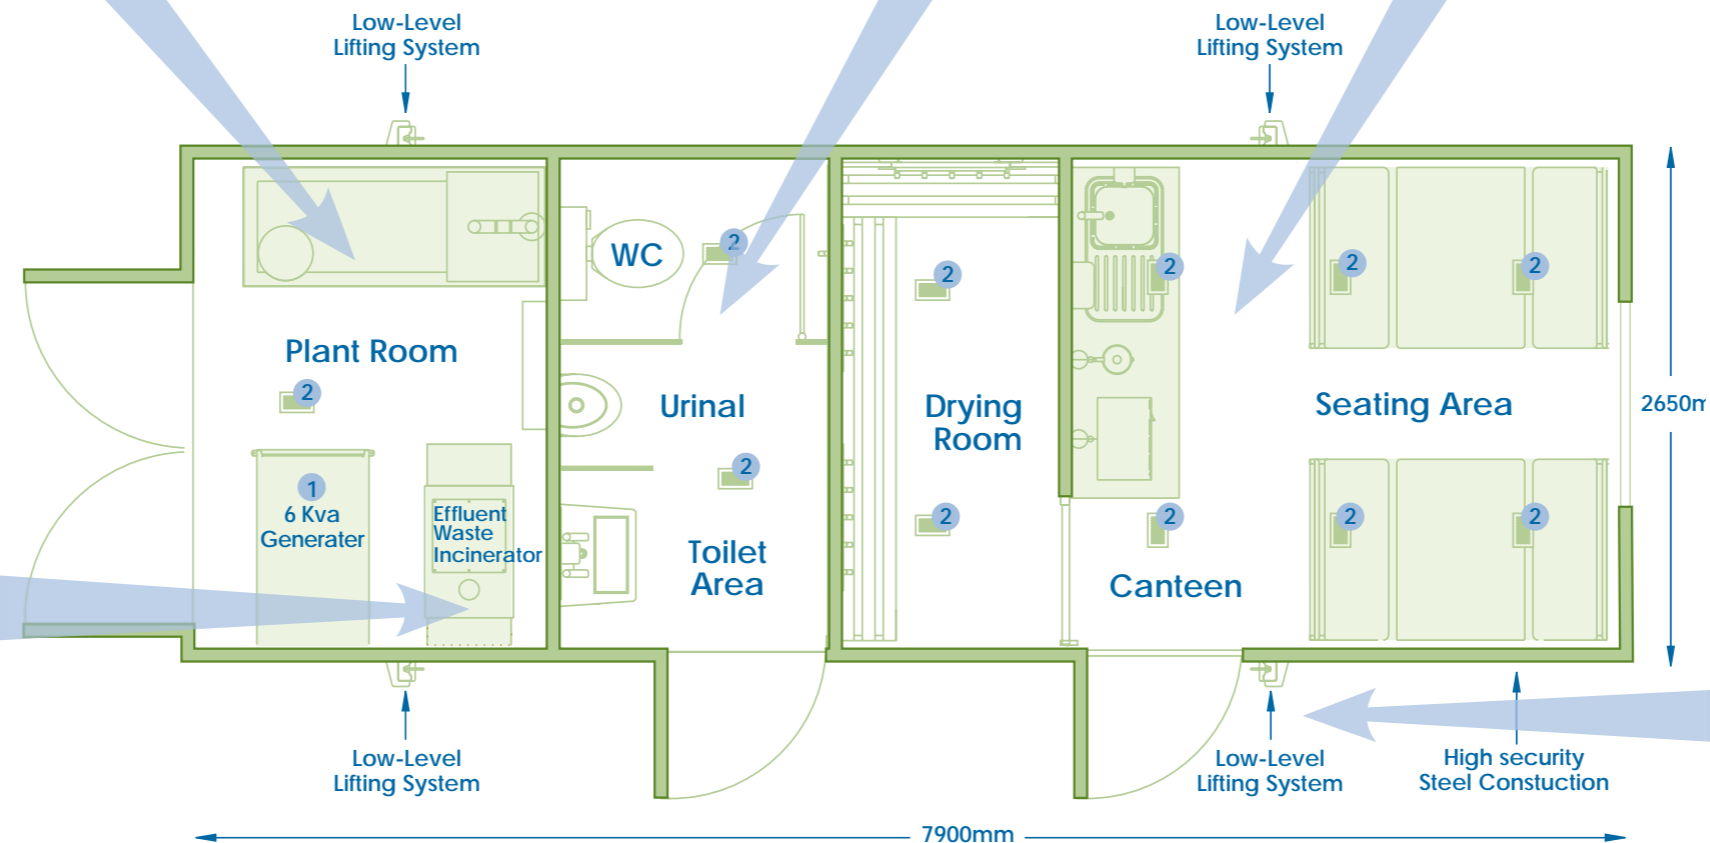 Low-Level
Lifting System
Low-Level
Lifting System
WC
2
2
2
2
2
Plant Room
2
Urinal
Drying
Room
Seating Area
2650m
1
6 Kva
Generater
Effluent
Waste
Incinerator
2
2
2
2
2
Toilet
Area
Canteen
Low-Level
Lifting System
Low-Level
Lifting System
High security
Steel Constuction
7900mm